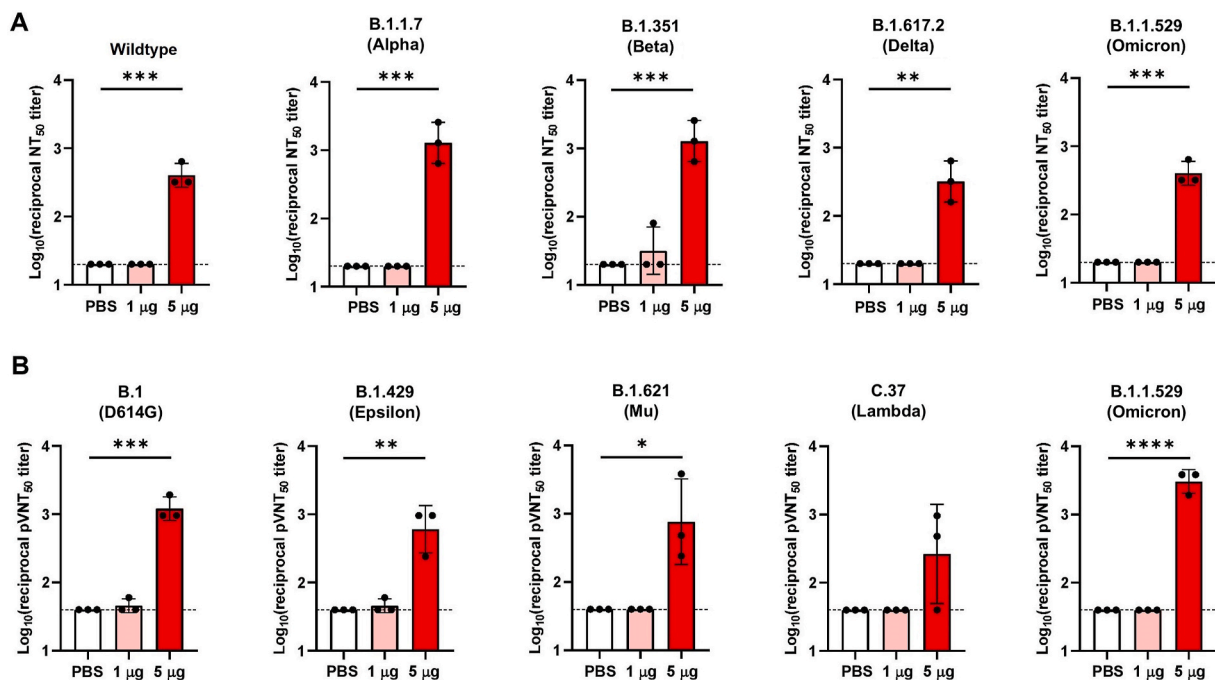 A
Wildtype
***
Log10(reciprocal NT50 titer)
4
3
2
1
PBS 1 μg 5 μg
B.1.1.7
(Alpha)
***
Log10(reciprocal NT50 titer)
4
3
2
1
PBS 1 μg 5 μg
B.1.351
(Beta)
***
Log10(reciprocal NT50 titer)
4
3
2
1
PBS 1 μg 5 μg
B.1.617.2
(Delta)
**
Log10(reciprocal NT50 titer)
4
3
2
1
PBS 1 μg 5 μg
B.1.1.529
(Omicron)
***
Log10(reciprocal NT50 titer)
4
3
2
1
PBS 1 μg 5 μg
B
B.1
(D614G)
***
Log10(reciprocal pVNT50 titer)
4
3
2
1
PBS 1 μg 5 μg
B.1.429
(Epsilon)
**
Log10(reciprocal pVNT50 titer)
4
3
2
1
PBS 1 μg 5 μg
B.1.621
(Mu)
*
Log10(reciprocal pVNT50 titer)
4
3
2
1
PBS 1 μg 5 μg
C.37
(Lambda)
Log10(reciprocal pVNT50 titer)
4
3
2
1
PBS 1 μg 5 μg
B.1.1.529
(Omicron)
****
Log10(reciprocal pVNT50 titer)
4
3
2
1
PBS 1 μg 5 μg